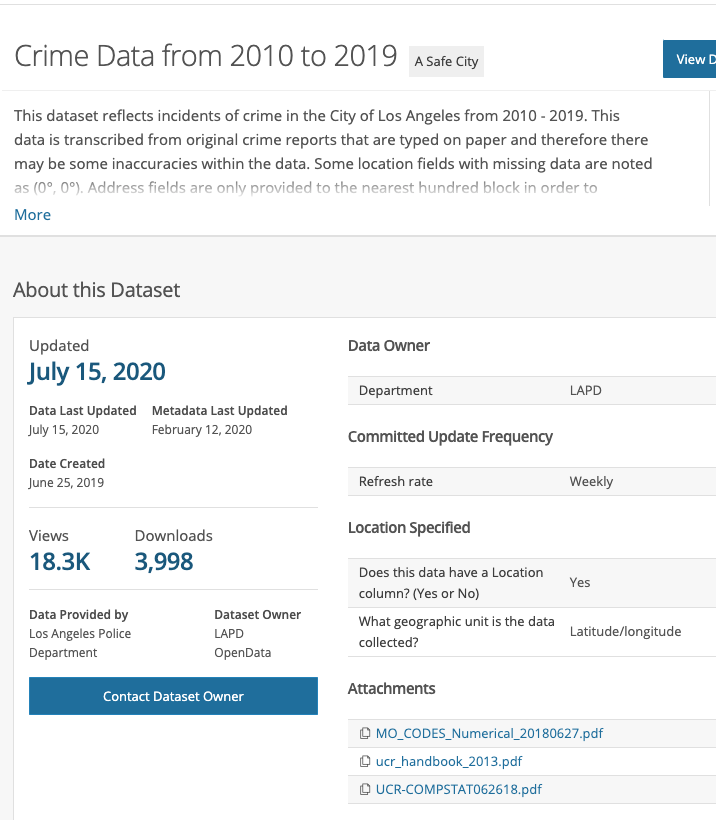 Crime Data from 2010 to 2019 A Safe City
View D
This dataset reflects incidents of crime in the City of Los Angeles from 2010 - 2019. This
data is transcribed from original crime reports that are typed on paper and therefore there
may be some inaccuracies within the data. Some location fields with missing data are noted
as (0°, 0°). Address fields are only provided to the nearest hundred block in order to
More
About this Dataset
Updated
July 15, 2020
Data Last Updated Metadata Last Updated
July 15, 2020 February 12, 2020
Date Created
June 25, 2019
Views Downloads
18.3K 3,998
Data Provided by Dataset Owner
Los Angeles Police LAPD
Department OpenData
Contact Dataset Owner
Data Owner
Department LAPD
Committed Update Frequency
Refresh rate Weekly
Location Specified
Does this data have a Location
column? (Yes or No) Yes
What geographic unit is the data
collected? Latitude/longitude
Attachments
MO_CODES_Numerical_20180627.pdf
ucr_handbook_2013.pdf
UCR-COMPSTAT062618.pdf